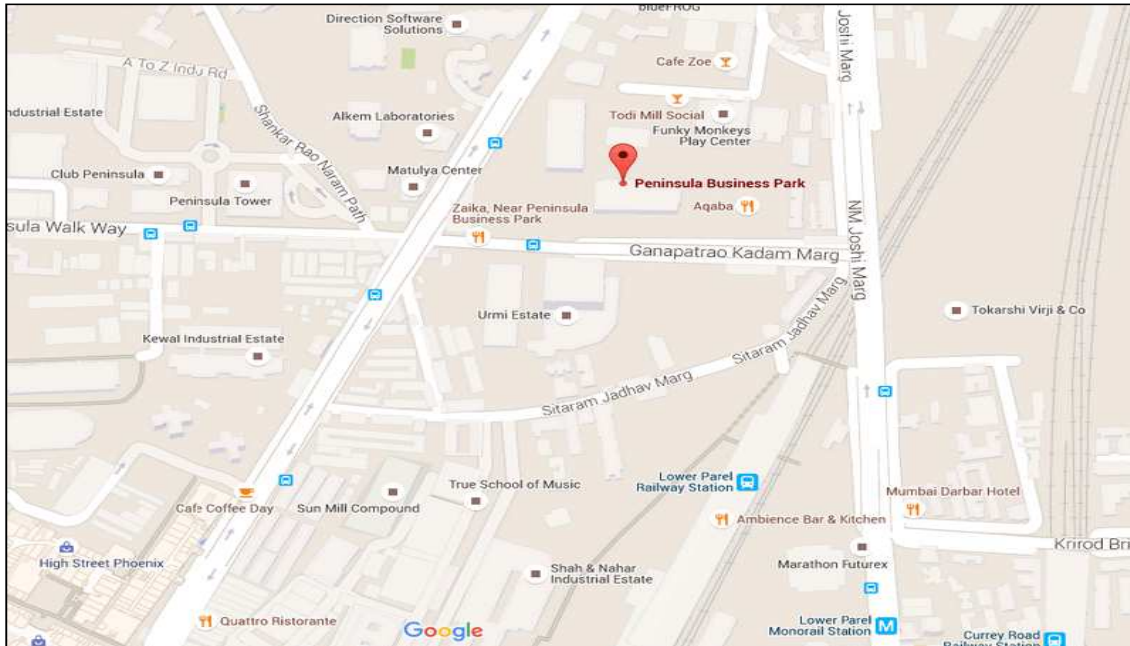 Direction Software
Solutions
blueFROG
Joshi Marg
A To Z Indu Rd
Cafe Zoe
ndustrial Estate
Shankar Rao Naram Path
Alkem Laboratories
Todi Mill Social
Funky Monkeys
Play Center
Club Peninsula
Matulya Center
Peninsula Business Park
Peninsula Tower
Zaika, Near Peninsula
Business Park
Aqaba
sula Walk Way
Ganapatrao Kadam Marg
NM Joshi Marg
Urmi Estate
Sitaram Jadhav Marg
Tokarshi Virji & Co
Kewal Industrial Estate
Sitaram Jadhav Marg
Lower Parel
Railway Station
True School of Music
Mumbai Darbar Hotel
Cafe Coffee Day
Sun Mill Compound
Ambience Bar & Kitchen
Krirod Bri
High Street Phoenix
Shah & Nahar
Industrial Estate
Marathon Futurex
Quattro Ristorante
Google
Lower Parel
Monorail Station
M
Currey Road
Railway Station